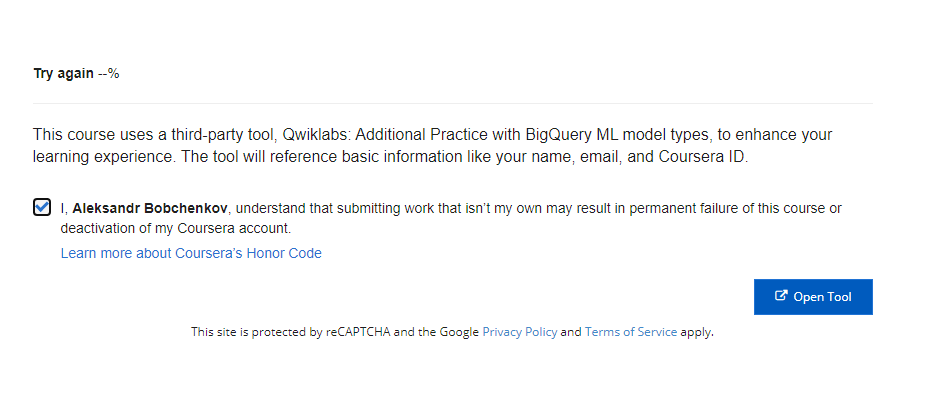 Try again --%
This course uses a third-party tool, Qwiklabs: Additional Practice with BigQuery ML model types, to enhance your
learning experience. The tool will reference basic information like your name, email, and Coursera ID.
I, Aleksandr Bobchenkov, understand that submitting work that isn't my own may result in permanent failure of this course or
deactivation of my Coursera account.
Learn more about Coursera's Honor Code
Open Tool
This site is protected by reCAPTCHA and the Google Privacy Policy and Terms of Service apply.